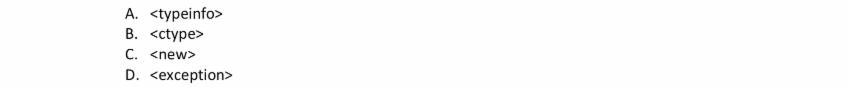 A. <typeinfo>
B. <ctype>
C. <new>
D. <exception>